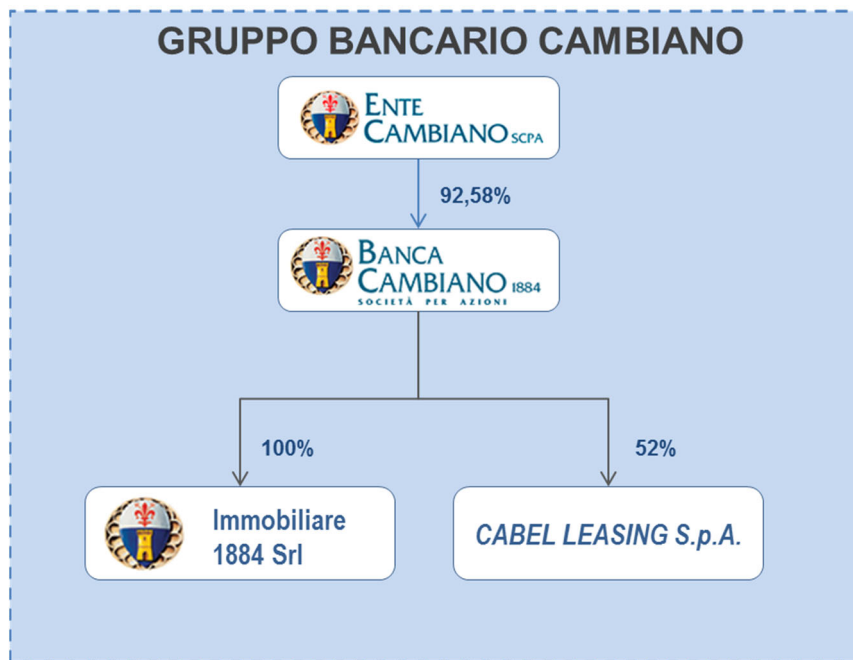 GRUPPO BANCARIO CAMBIANO
ENTE
CAMBIANO SCPA
92,58%
BANCA
CAMBIANO 1884
SOCIETÀ PER AZIONI
100%
52%
Immobiliare
1884 Srl
CABEL LEASING S.p.A.